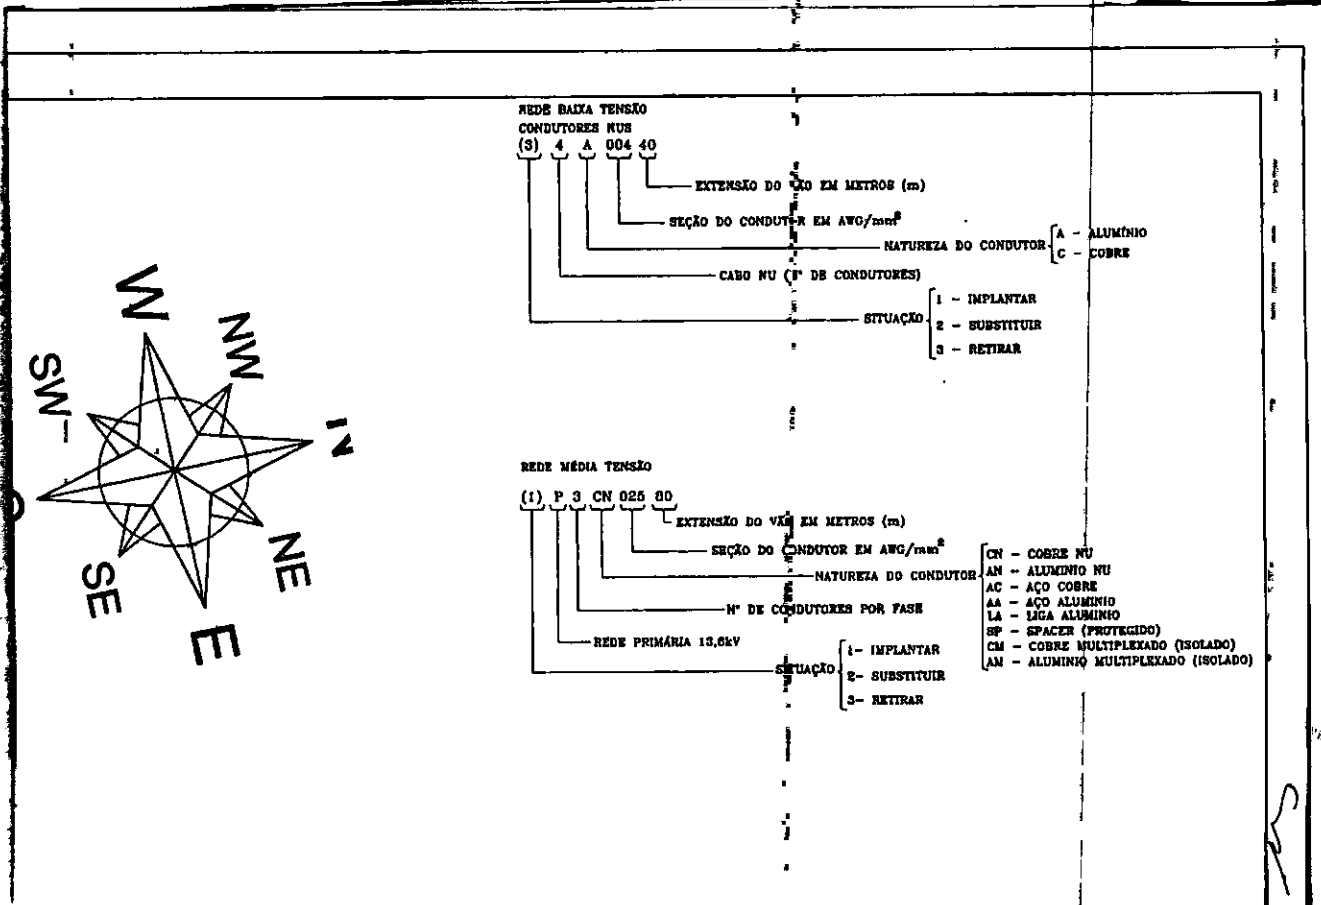 REDE BAIXA TENSÃO
CONDUTORES NUS
(3) 4 A 004 40
EXTENSÃO DO VÃO EM METROS (m)
SEÇÃO DO CONDUTOR EM AWG/mm²
NATUREZA DO CONDUTOR
A - ALUMÍNIO
C - COBRE
CABO NU (Nº DE CONDUTORES)
SITUAÇÃO
1 - IMPLANTAR
2 - SUBSTITUIR
3 - RETIRAR
W
NW
SW
N
NE
SE
E
REDE MÉDIA TENSÃO
(1) P 3 CN 025 80
EXTENSÃO DO VÃO EM METROS (m)
SEÇÃO DO CONDUTOR EM AWG/mm²
NATUREZA DO CONDUTOR
CN - COBRE NU
AN - ALUMINIO NU
AC - AÇO COBRE
AA - AÇO ALUMINIO
LA - LIGA ALUMINIO
SP - SPACER (PROTEGIDO)
CM - COBRE MULTIPLEXADO (ISOLADO)
AM - ALUMINIO MULTIPLEXADO (ISOLADO)
Nº DE CONDUTORES POR FASE
REDE PRIMÁRIA 13,8kV
SITUAÇÃO
1- IMPLANTAR
2- SUBSTITUIR
3- RETIRAR